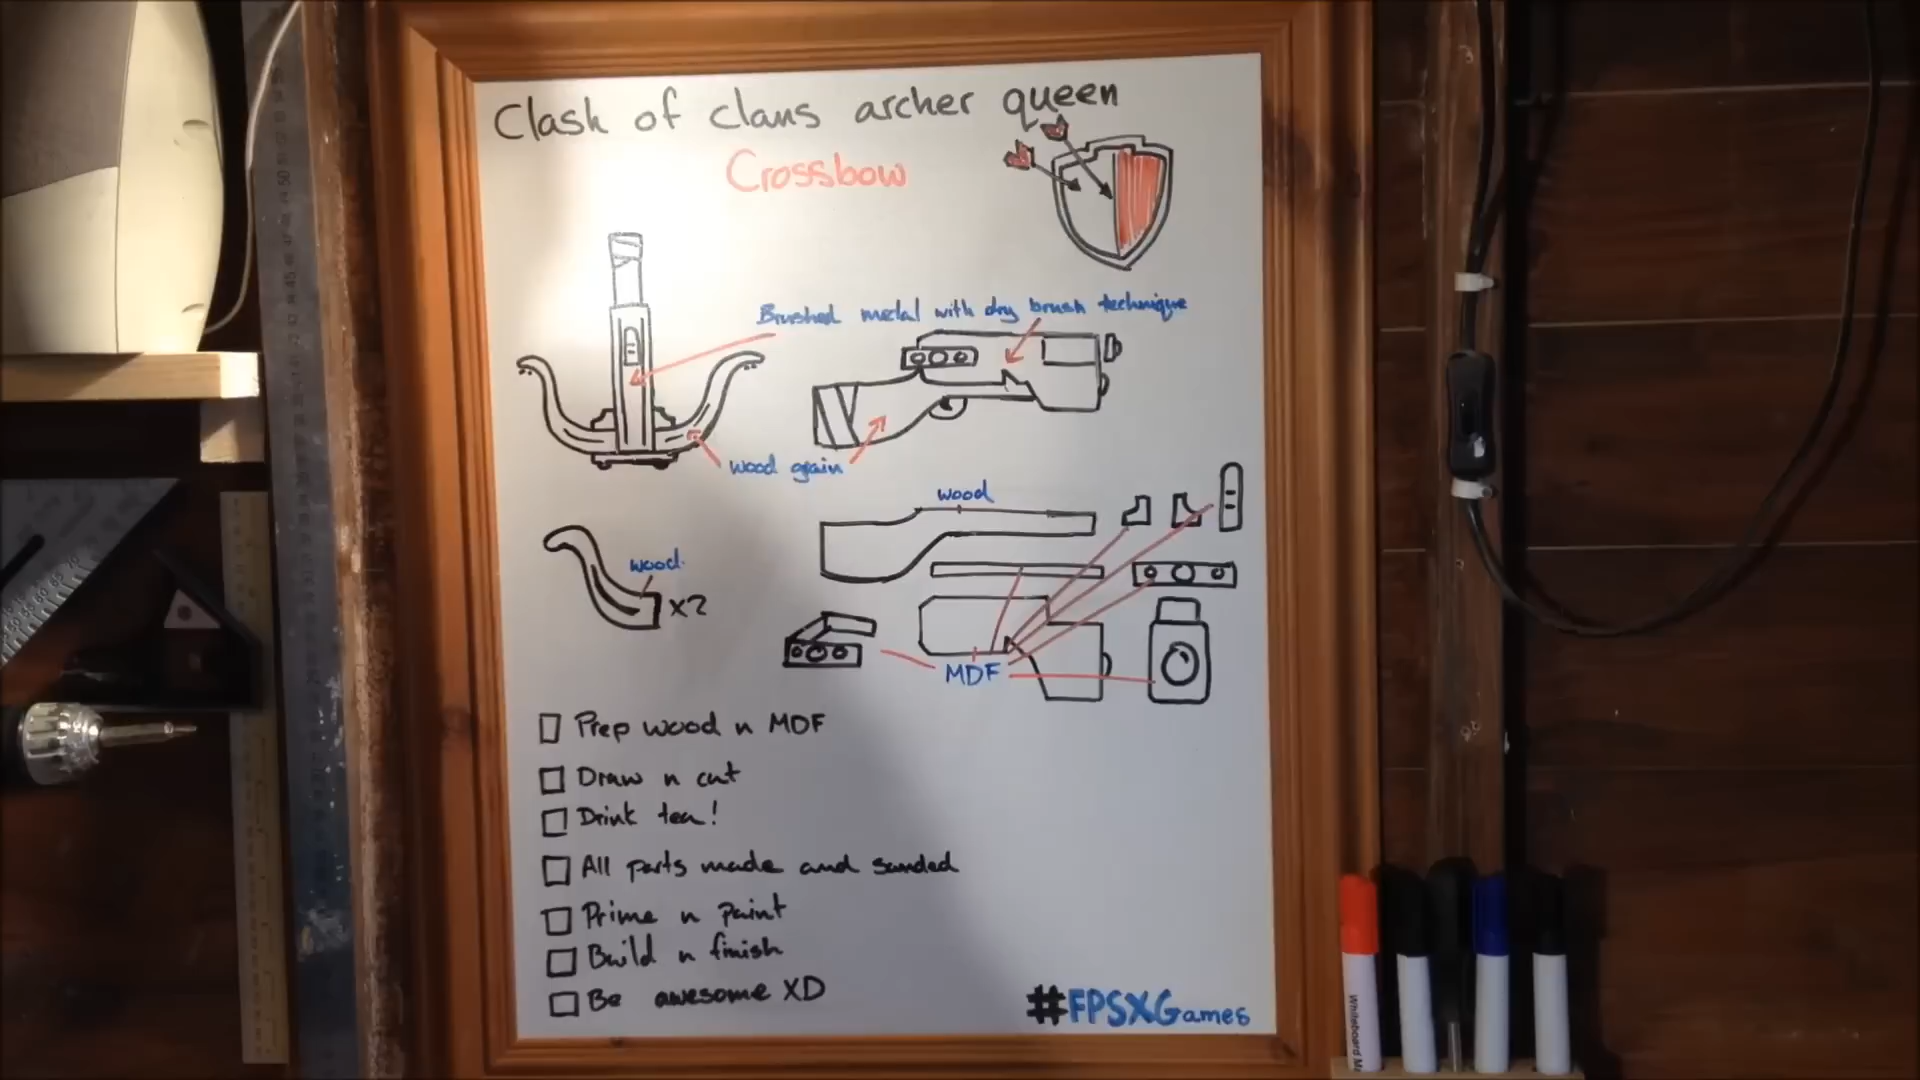 Clash of clans archer queen
Crossbow
Brushed metal with dry brush technique
wood grain
wood
wood
x2
MDF
Prep wood n MDF
Draw n cut
Drink tea!
All parts made and sanded
Prime n paint
Build n finish
Be awesome XD
#FPSXGames